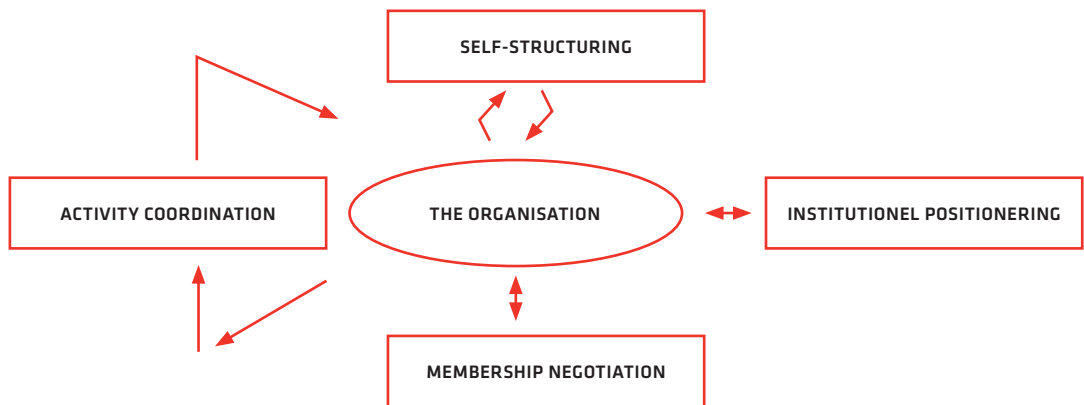 SELF-STRUCTURING
ACTIVITY COORDINATION
THE ORGANISATION
INSTITUTIONEL POSITIONERING
MEMBERSHIP NEGOTIATION